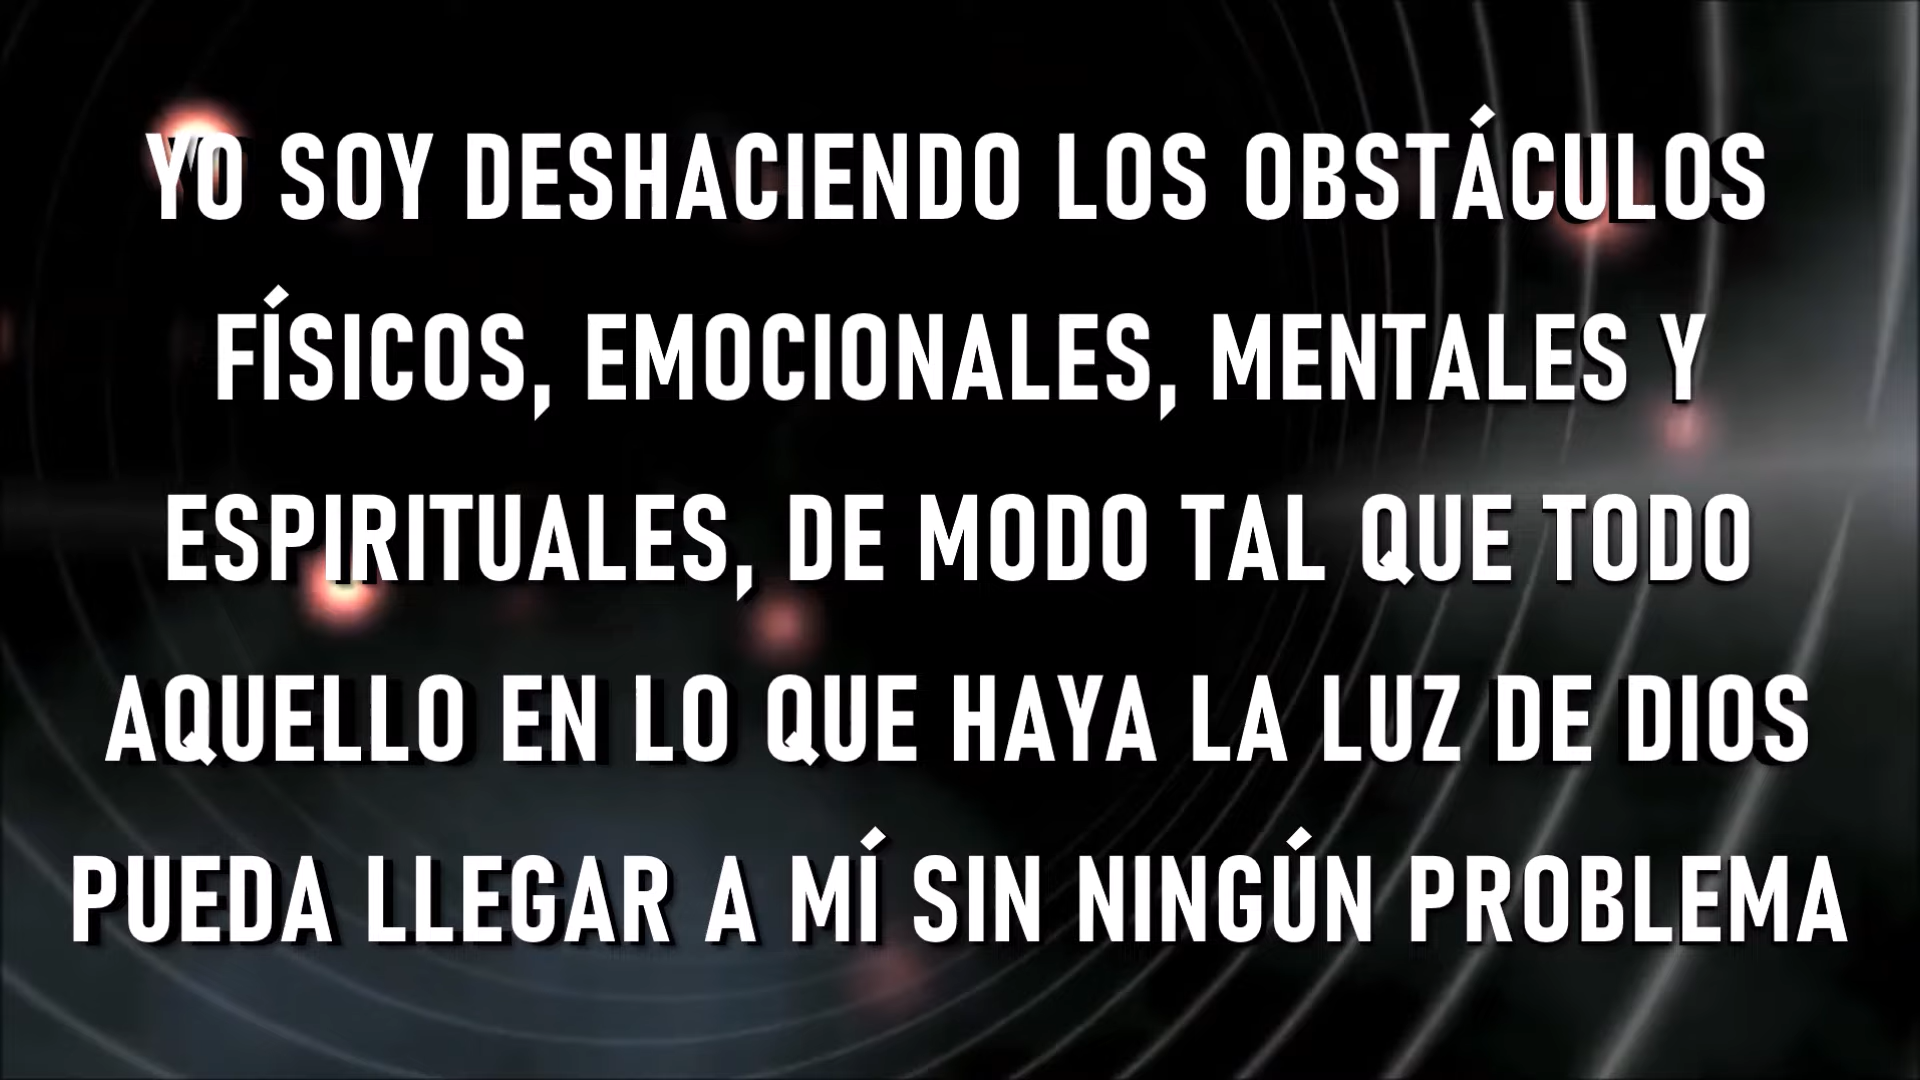 YO SOY DESHACIENDO LOS OBSTÁCULOS
FÍSICOS, EMOCIONALES, MENTALES Y
ESPIRITUALES, DE MODO TAL QUE TODO
AQUELLO EN LO QUE HAYA LA LUZ DE DIOS
PUEDA LLEGAR A MÍ SIN NINGÚN PROBLEMA